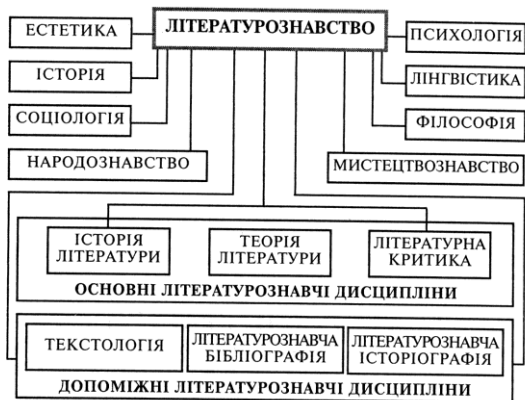 ЛІТЕРАТУРОЗНАВСТВО
ЕСТЕТИКА
ПСИХОЛОГІЯ
ІСТОРІЯ
ЛІНГВІСТИКА
СОЦІОЛОГІЯ
ФІЛОСОФІЯ
НАРОДОЗНАВСТВО
МИСТЕЦТВОЗНАВСТВО
ІСТОРІЯ
ЛІТЕРАТУРИ
ТЕОРІЯ
ЛІТЕРАТУРИ
ЛІТЕРАТУРНА
КРИТИКА
ОСНОВНІ ЛІТЕРАТУРОЗНАВЧІ ДИСЦИПЛІНИ
ТЕКСТОЛОГІЯ
ЛІТЕРАТУРОЗНАВЧА
БІБЛІОГРАФІЯ
ЛІТЕРАТУРОЗНАВЧА
ІСТОРІОГРАФІЯ
ДОПОМІЖНІ ЛІТЕРАТУРОЗНАВЧІ ДИСЦИПЛІНИ